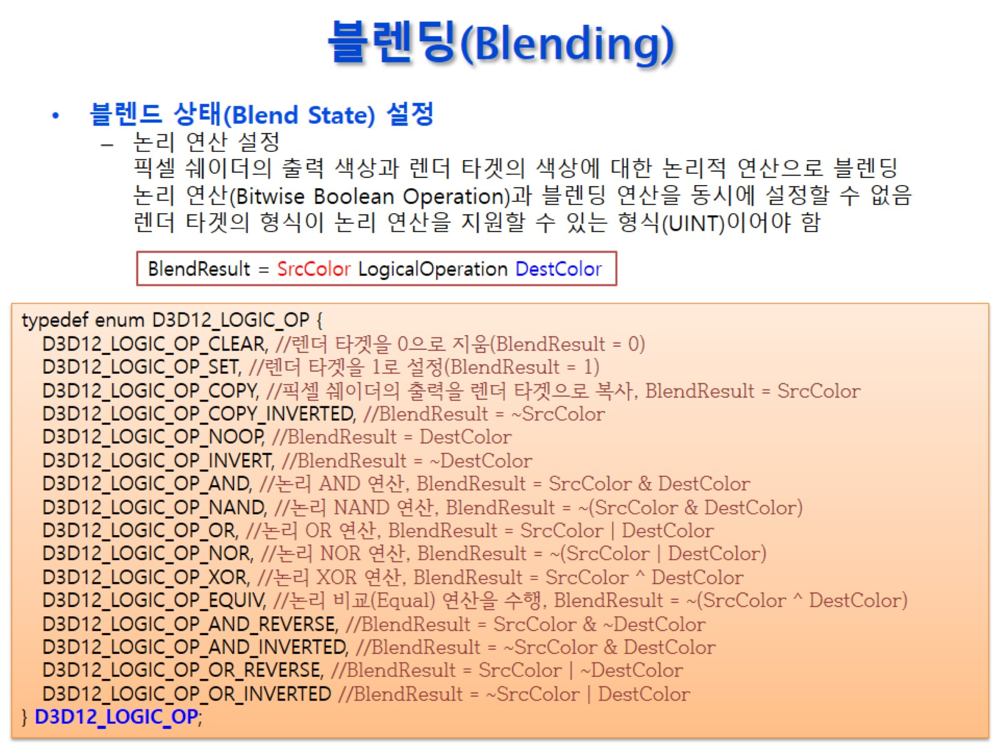 블렌딩(Blending)
• 블렌드 상태(Blend State) 설정
– 논리 연산 설정
픽셀 쉐이더의 출력 색상과 렌더 타겟의 색상에 대한 논리적 연산으로 블렌딩
논리 연산(Bitwise Boolean Operation)과 블렌딩 연산을 동시에 설정할 수 없음
렌더 타겟의 형식이 논리 연산을 지원할 수 있는 형식(UINT)이어야 함
BlendResult = SrcColor LogicalOperation DestColor
typedef enum D3D12_LOGIC_OP {
D3D12_LOGIC_OP_CLEAR, //렌더 타겟을 0으로 지움(BlendResult = 0)
D3D12_LOGIC_OP_SET, //렌더 타겟을 1로 설정(BlendResult = 1)
D3D12_LOGIC_OP_COPY, //픽셀 쉐이더의 출력을 렌더 타겟으로 복사, BlendResult = SrcColor
D3D12_LOGIC_OP_COPY_INVERTED, //BlendResult = ~SrcColor
D3D12_LOGIC_OP_NOOP, //BlendResult = DestColor
D3D12_LOGIC_OP_INVERT, //BlendResult = ~DestColor
D3D12_LOGIC_OP_AND, //논리 AND 연산, BlendResult = SrcColor & DestColor
D3D12_LOGIC_OP_NAND, //논리 NAND 연산, BlendResult = ~(SrcColor & DestColor)
D3D12_LOGIC_OP_OR, //논리 OR 연산, BlendResult = SrcColor | DestColor
D3D12_LOGIC_OP_NOR, //논리 NOR 연산, BlendResult = ~(SrcColor | DestColor)
D3D12_LOGIC_OP_XOR, //논리 XOR 연산, BlendResult = SrcColor ^ DestColor
D3D12_LOGIC_OP_EQUIV, //논리 비교(Equal) 연산을 수행, BlendResult = ~(SrcColor ^ DestColor)
D3D12_LOGIC_OP_AND_REVERSE, //BlendResult = SrcColor & ~DestColor
D3D12_LOGIC_OP_AND_INVERTED, //BlendResult = ~SrcColor & DestColor
D3D12_LOGIC_OP_OR_REVERSE, //BlendResult = SrcColor | ~DestColor
D3D12_LOGIC_OP_OR_INVERTED //BlendResult = ~SrcColor | DestColor
} D3D12_LOGIC_OP;